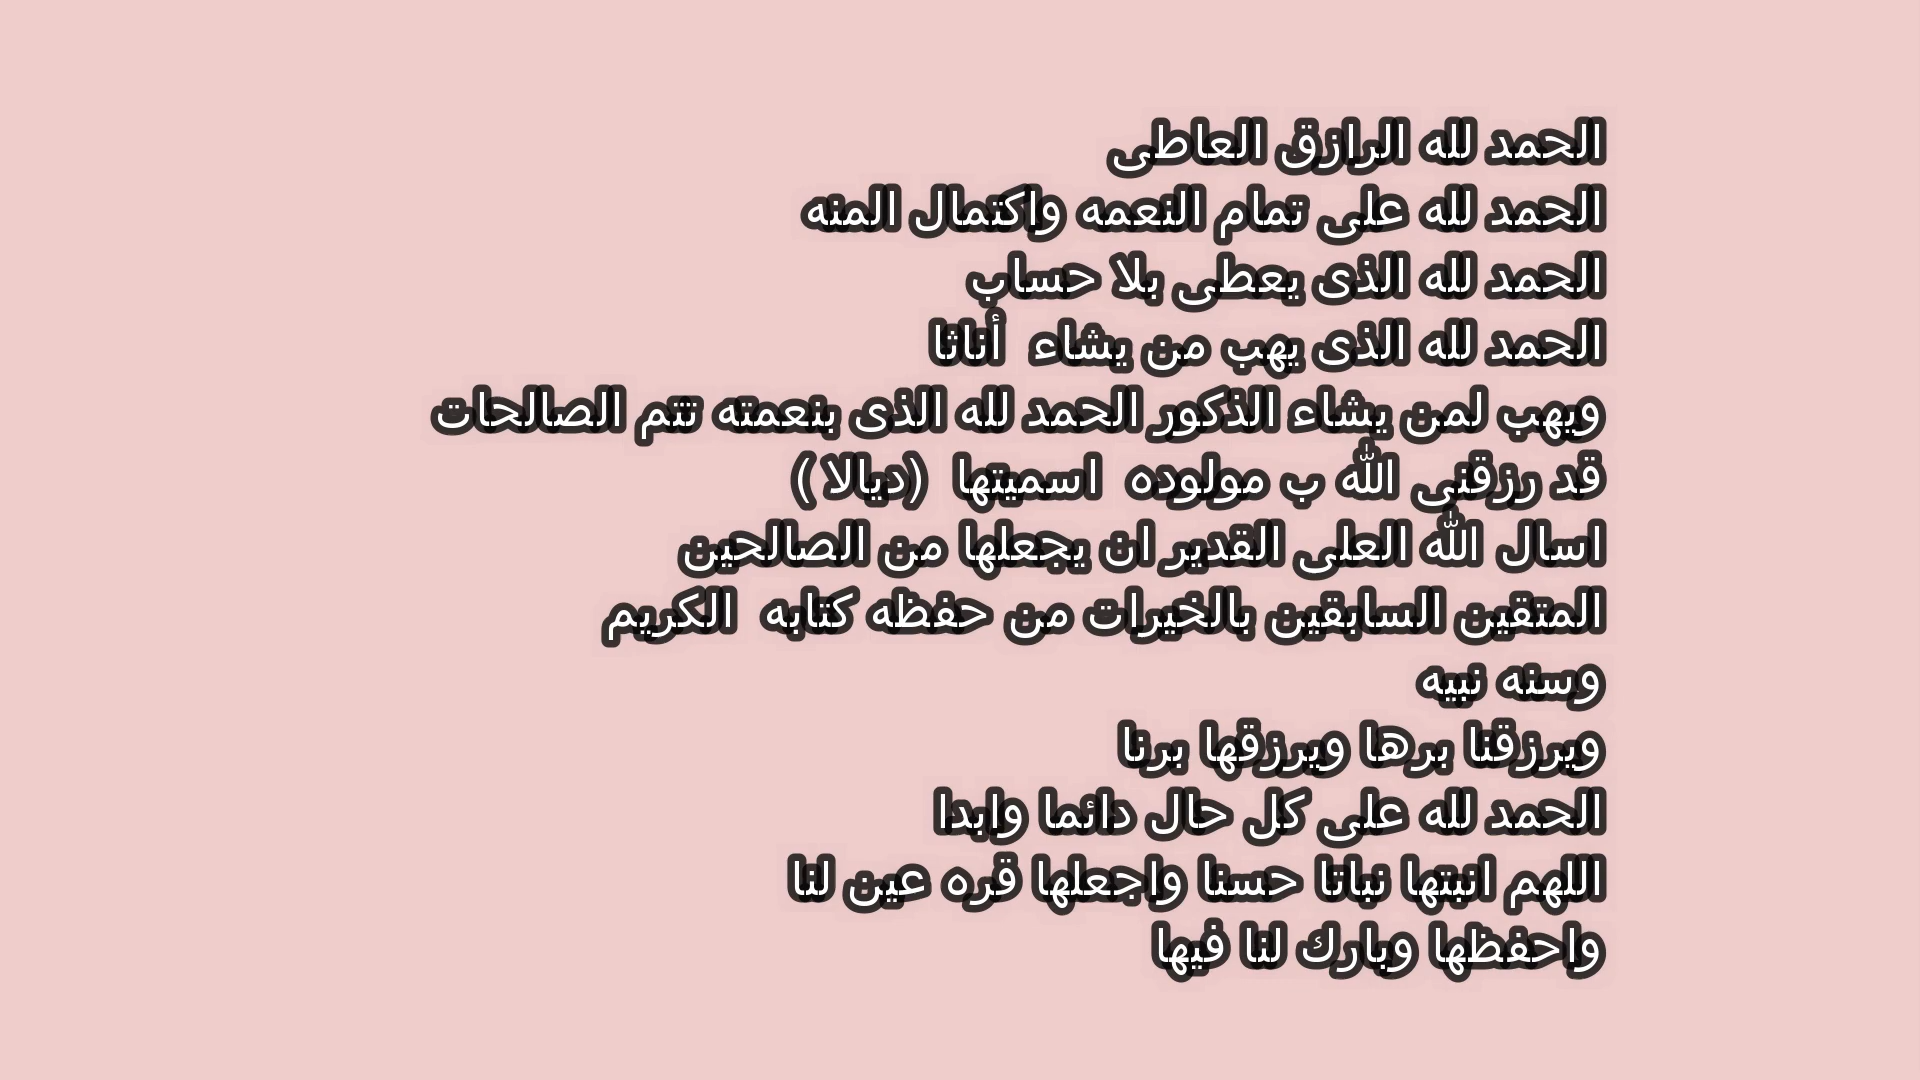 الحمد لله الرازق العاطى
الحمد لله على تمام النعمه واكتمال المنه
الحمد لله الذى يعطى بلا حساب
الحمد لله الذى يهب من يشاء  أناثا
ويهب لمن يشاء الذكور الحمد لله الذى بنعمته تتم الصالحات
قد رزقنى الله ب مولوده  اسميتها  (ديالا )
اسال الله العلى القدير ان يجعلها من الصالحين
المتقين السابقين بالخيرات من حفظه كتابه  الكريم
وسنه نبيه
ويرزقنا برها ويرزقها برنا
الحمد لله على كل حال دائما وابدا
اللهم انبتها نباتا حسنا واجعلها قره عين لنا
واحفظها وبارك لنا فيها